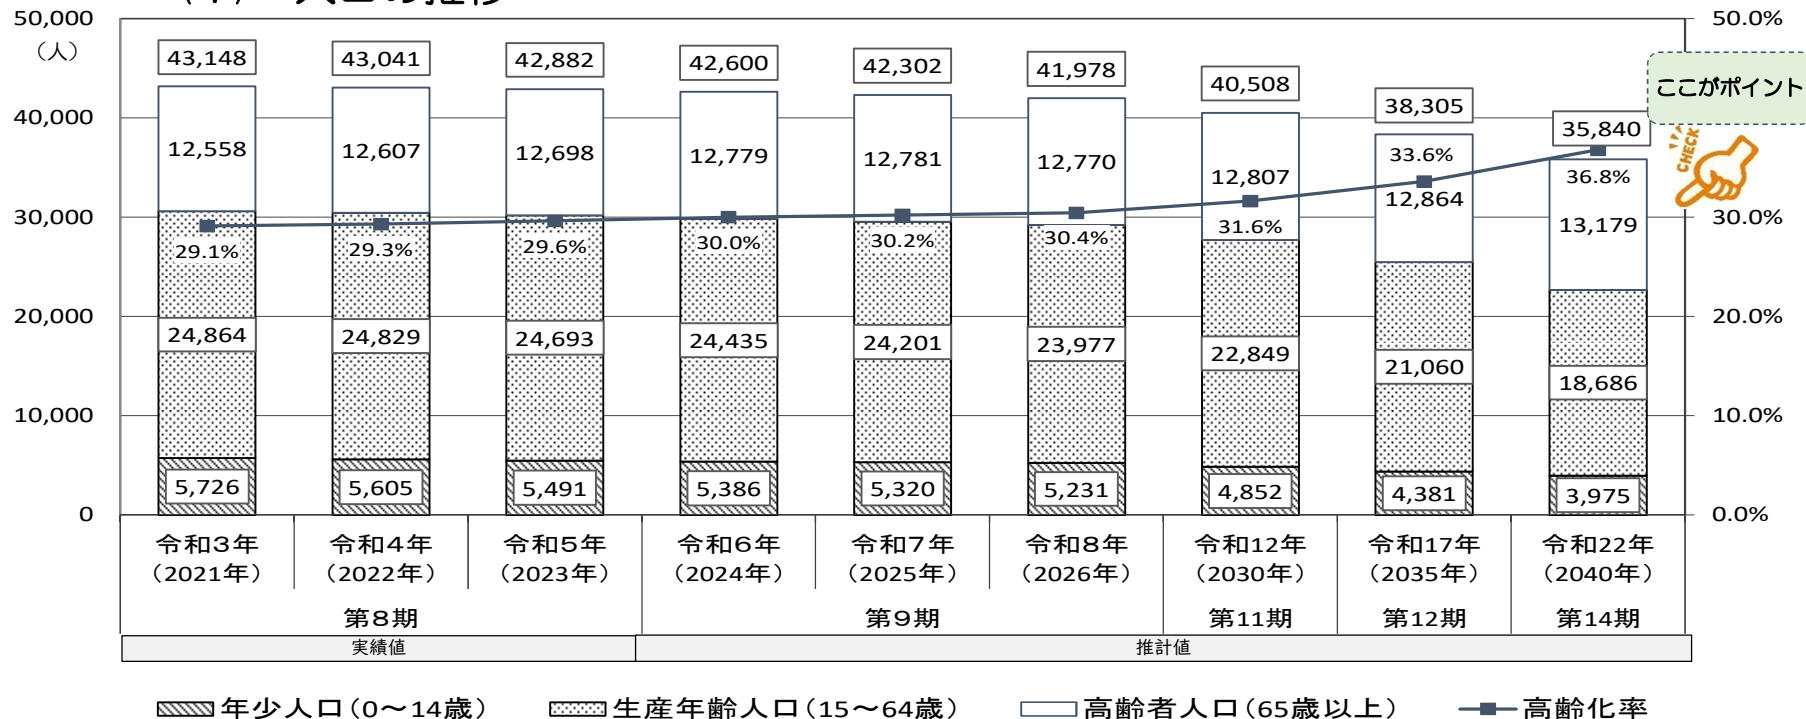 50,000
（人）
40,000
30,000
20,000
10,000
0
50.0%
30.0%
20.0%
10.0%
0.0%
ここがポイント
CHECK
43,148 43,041 42,882 42,600 42,302 41,978 40,508 38,305 35,840
12,558 12,607 12,698 12,779 12,781 12,770 12,807 12,864 13,179
29.1% 29.3% 29.6% 30.0% 30.2% 30.4% 31.6% 33.6% 36.8%
24,864 24,829 24,693 24,435 24,201 23,977 22,849 21,060 18,686
5,726 5,605 5,491 5,386 5,320 5,231 4,852 4,381 3,975
令和3年 令和4年 令和5年 令和6年 令和7年 令和8年 令和12年 令和17年 令和22年
（2021年） （2022年） （2023年） （2024年） （2025年） （2026年） （2030年） （2035年） （2040年）
第8期 第9期 第11期 第12期 第14期
実績値 推計値
年少人口（0～14歳） 生産年齢人口（15～64歳） 高齢者人口（65歳以上） 高齢化率